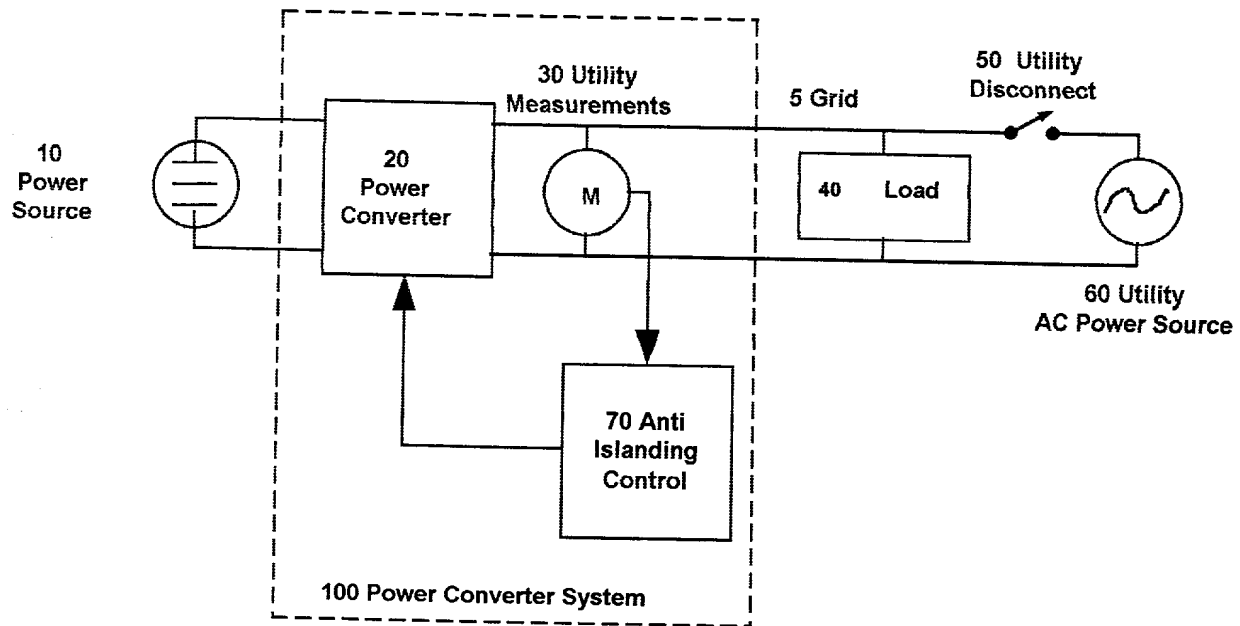 10
Power
Source
20
Power
Converter
30 Utility
Measurements
M
5 Grid
40 Load
50 Utility
Disconnect
60 Utility
AC Power Source
70 Anti
Islanding
Control
100 Power Converter System